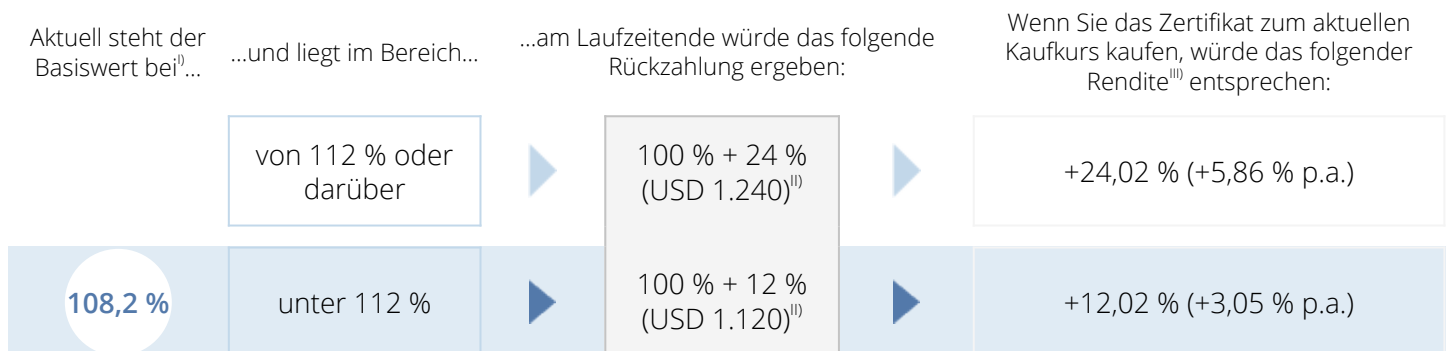 Aktuell steht der
Basiswert bei I)...
...und liegt im Bereich...
...am Laufzeitende würde das folgende
Rückzahlung ergeben:
Wenn Sie das Zertifikat zum aktuellen
Kaufkurs kaufen, würde das folgender
Rendite III) entsprechen:
von 112 % oder
darüber
100 % + 24 %
(USD 1.240) II)
+24,02 % (+5,86 % p.a.)
108,2 %
unter 112 %
100 % + 12 %
(USD 1.120) II)
+12,02 % (+3,05 % p.a.)